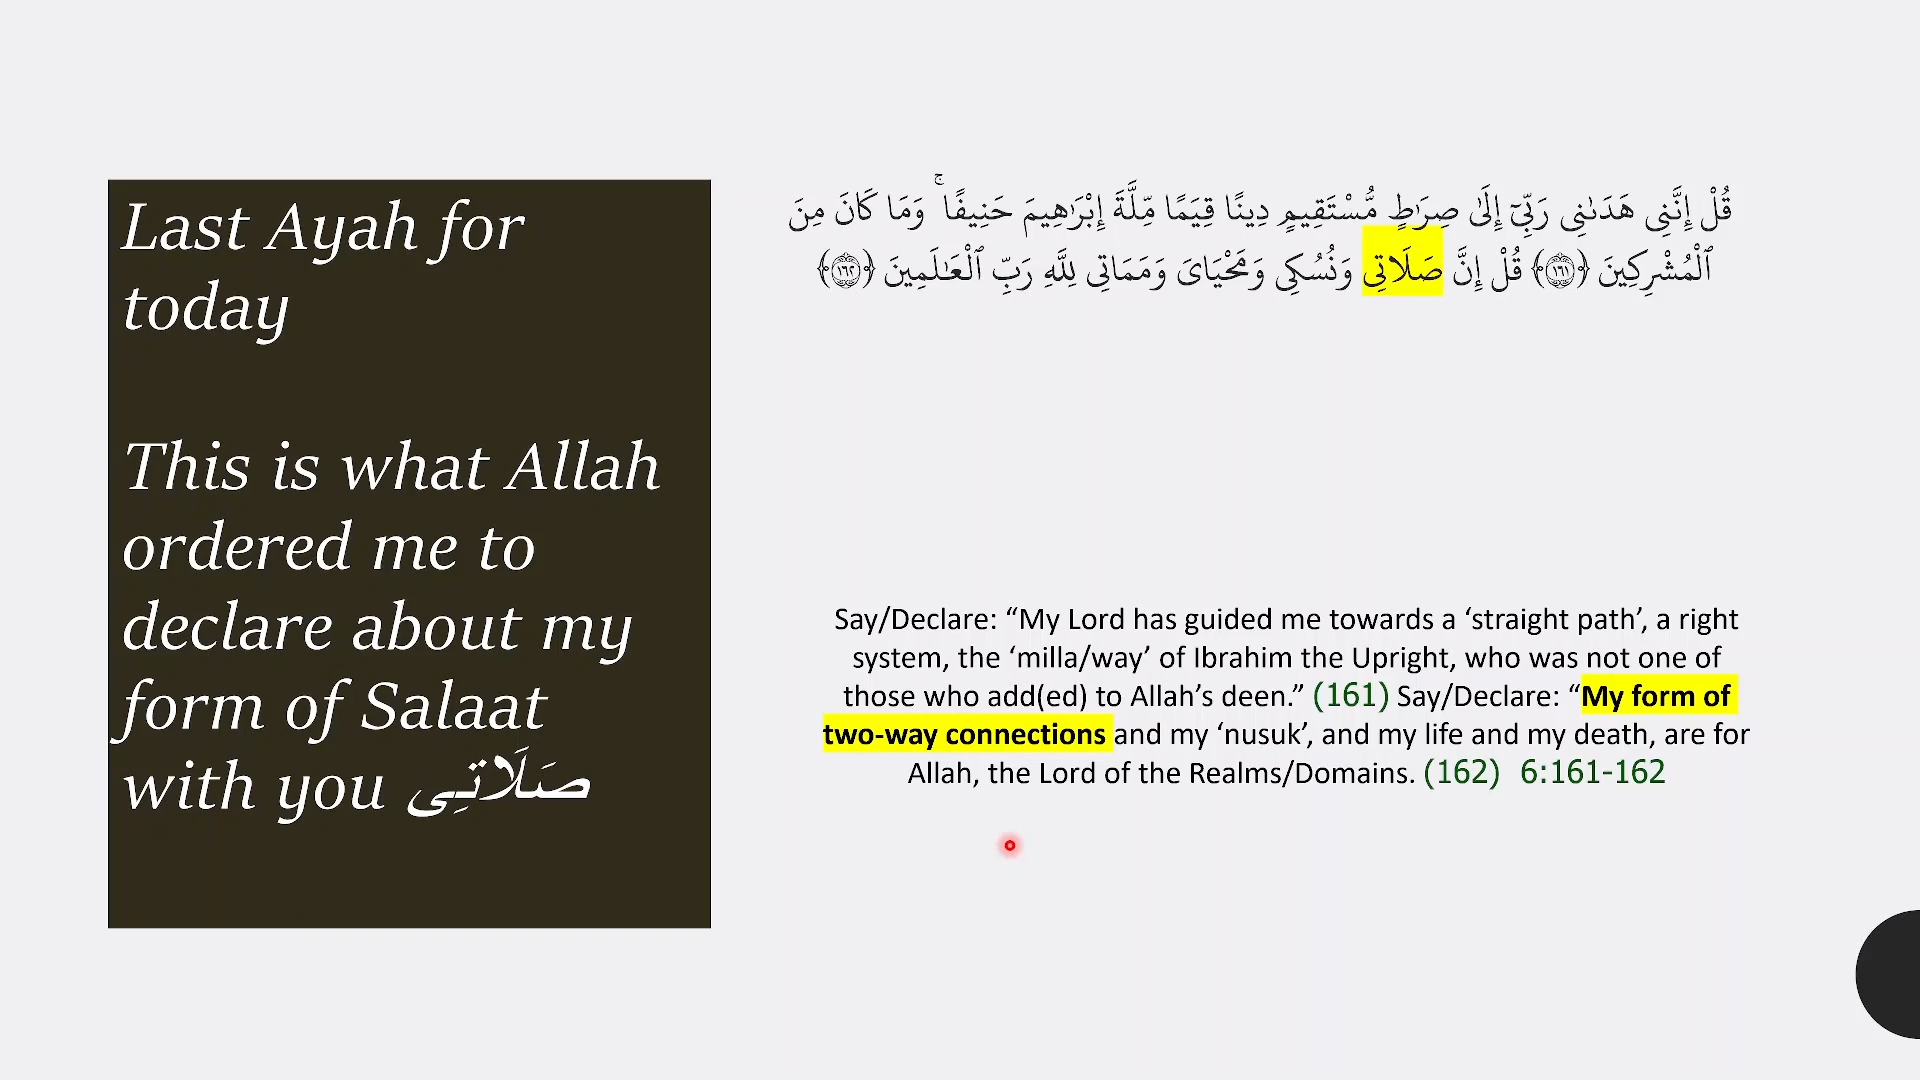 Last Ayah for
today
This is what Allah
ordered me to
declare about my
form of Salaat
with you صَلَاتِى
قُلْ إِنَّنِى هَدَىٰنِى رَبِّىٓ إِلَىٰ صِرَٰطٍ مُّسْتَقِيمٍ دِينًا قِيَمًا مِّلَّةَ إِبْرَٰهِيمَ حَنِيفًا ۚ وَمَا كَانَ مِنَ
ٱلْمُشْرِكِينَ ﴿١٦١﴾ قُلْ إِنَّ صَلَاتِى وَنُسُكِى وَمَحْيَاىَ وَمَمَاتِى لِلَّهِ رَبِّ ٱلْعَـٰلَمِينَ ﴿١٦٢﴾
Say/Declare: “My Lord has guided me towards a ‘straight path’, a right
system, the ‘milla/way’ of Ibrahim the Upright, who was not one of
those who add(ed) to Allah’s deen.” (161) Say/Declare: “My form of
two-way connections and my ‘nusuk’, and my life and my death, are for
Allah, the Lord of the Realms/Domains. (162) 6:161-162